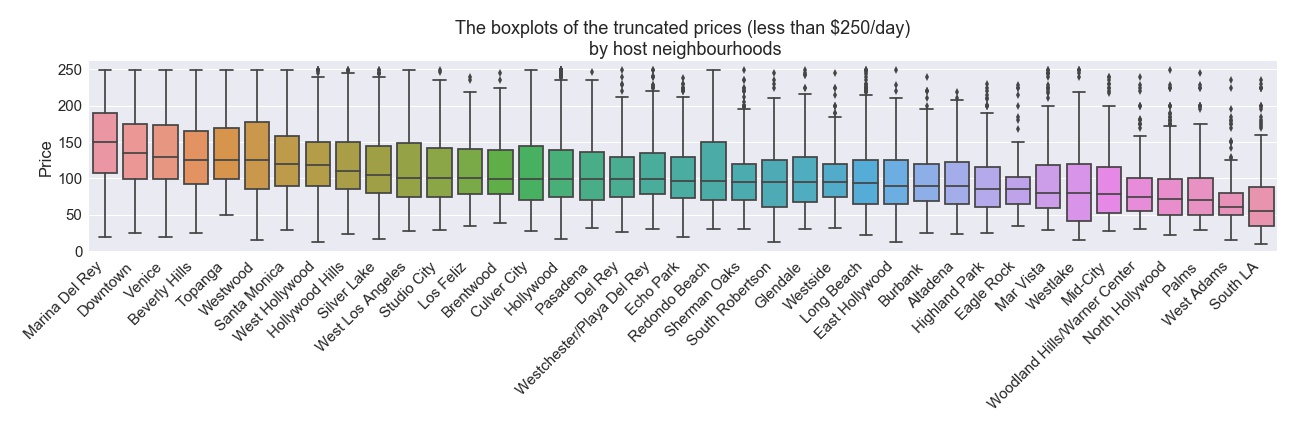 The boxplots of the truncated prices (less than $250/day)
by host neighbourhoods
Price
250
200
150
100
50
0
Marina Del Rey
Downtown
Venice
Beverly Hills
Topanga
Westwood
Santa Monica
West Hollywood
Hollywood Hills
Silver Lake
West Los Angeles
Studio City
Los Feliz
Brentwood
Culver City
Hollywood
Pasadena
Del Rey
Westchester/Playa Del Rey
Echo Park
Redondo Beach
Sherman Oaks
South Robertson
Glendale
Westside
Long Beach
East Hollywood
Burbank
Altadena
Highland Park
Eagle Rock
Mar Vista
Westlake
Mid-City
Woodland Hills/Warner Center
North Hollywood
Palms
West Adams
South LA